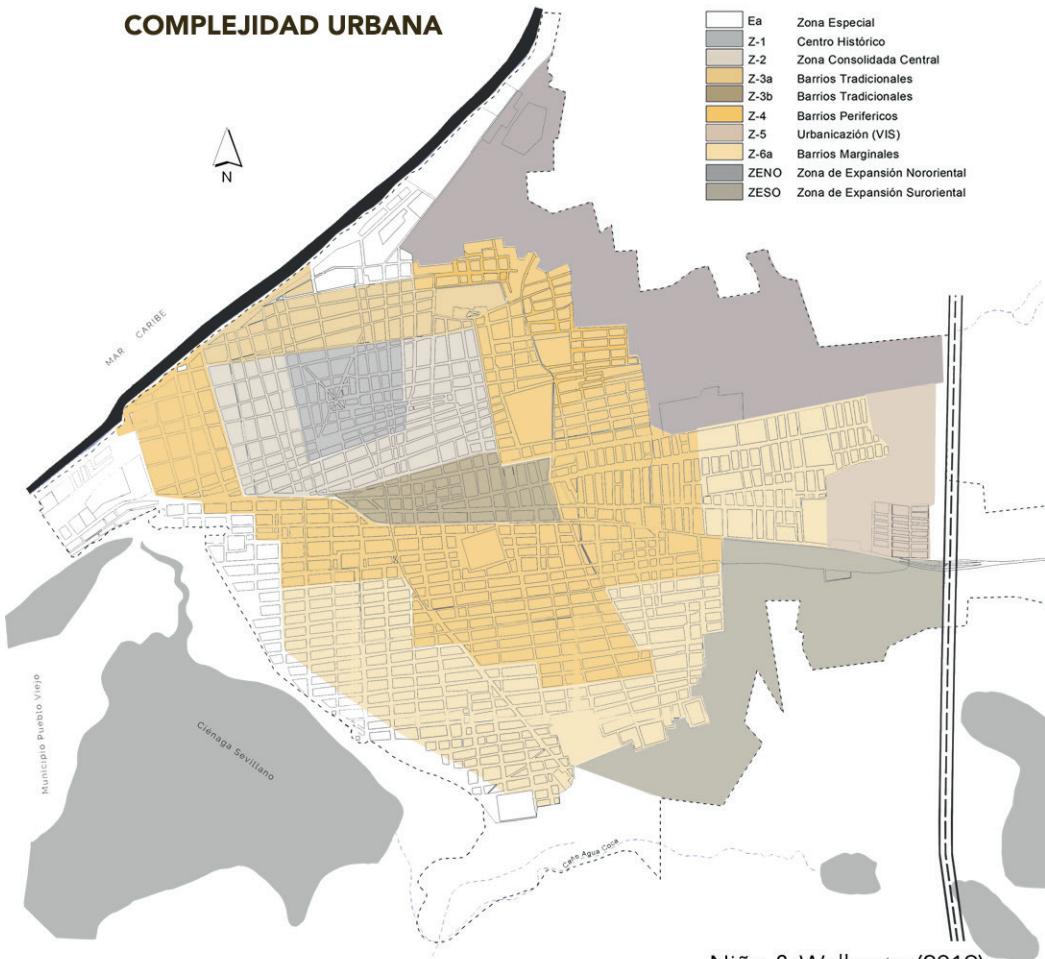 COMPLEJIDAD URBANA
Ea Zona Especial
Z-1 Centro Histórico
Z-2 Zona Consolidada Central
Z-3a Barrios Tradicionales
Z-3b Barrios Tradicionales
Z-4 Barrios Perifericos
Z-5 Urbanicazión (VIS)
Z-6a Barrios Marginales
ZENO Zona de Expansión Nororiental
ZESO Zona de Expansión Suroriental
N
MAR CARIBE
Municipio Pueblo Viejo
Ciénaga Sevillano
Caño Agua Coca